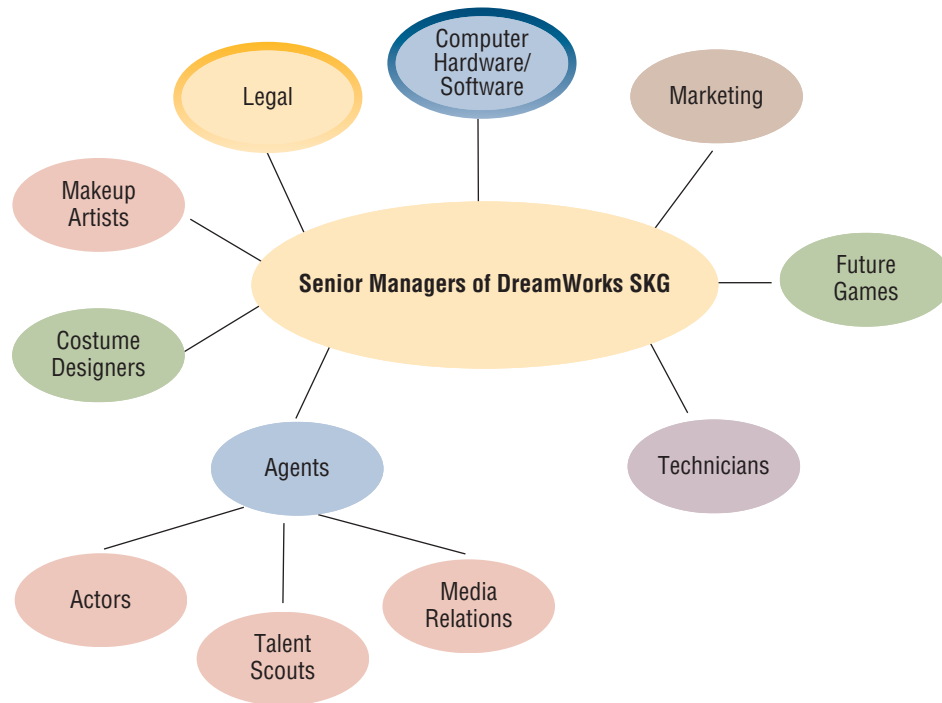 Computer
Hardware/
Software
Legal
Marketing
Makeup
Artists
Senior Managers of DreamWorks SKG
Future
Games
Costume
Designers
Agents
Technicians
Actors
Talent
Scouts
Media
Relations